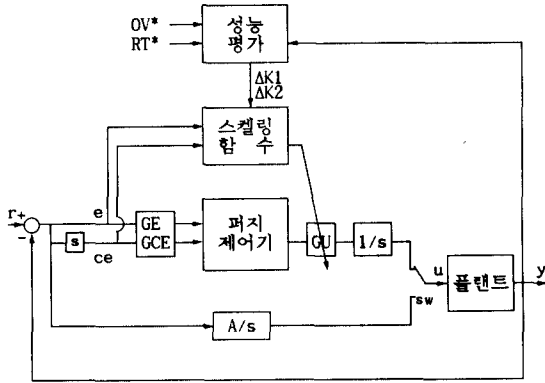 OV*
RT*
성능
평가
ΔK1
ΔK2
스켈링
함 수
r+
-
e
s
ce
GE
GCE
퍼지
제어기
GU
1/s
u
sw
플랜트
y
A/s